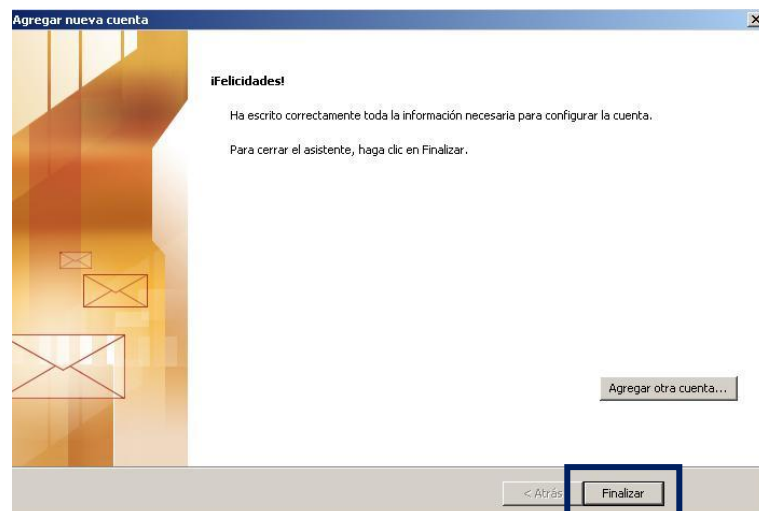 Agregar nueva cuenta
¡Felicidades!
Ha escrito correctamente toda la información necesaria para configurar la cuenta.
Para cerrar el asistente, haga clic en Finalizar.
Agregar otra cuenta...
< Atrás
Finalizar